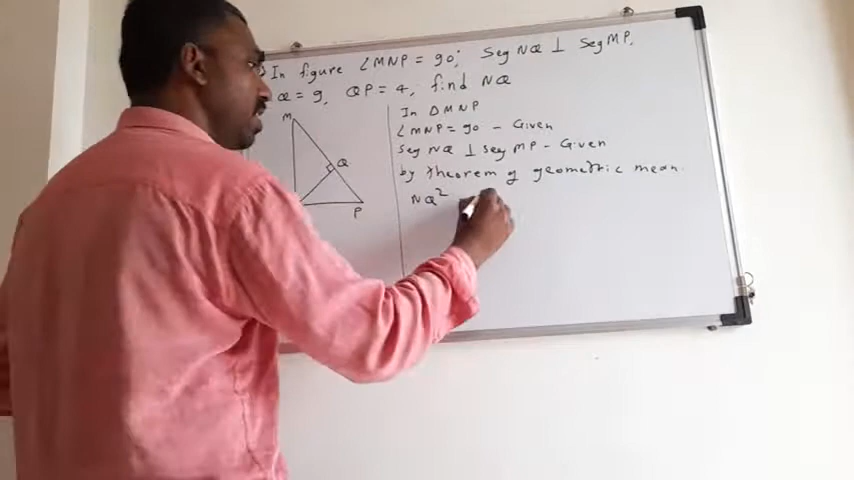 In figure ∠MNP = 90, Seg NQ ⊥ Seg MP,
Q = 9, QP = 4, find NQ
M
Q
P
In ΔMNP
∠MNP = 90 - Given
Seg NQ ⊥ Seg MP - Given
by theorem of geometric mean.
NQ²